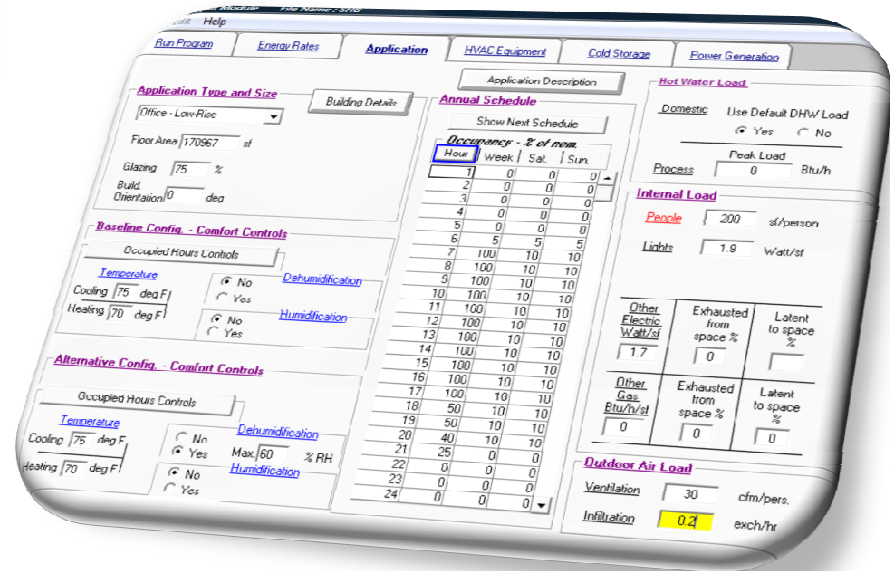 Module File Name: SHS
Edit Help
Run Program
Energy Rates
Application
HVAC Equipment
Cold Storage
Power Generation
Application Type and Size
Building Details
Office - Low-Rise
Floor Area 170967 sf
Glazing 75 %
Build.
Orientation 0 deg
Baseline Config. - Comfort Controls
Occupied Hours Controls
Temperature
Cooling 75 deg F
Heating 70 deg F
No
Yes
Dehumidification
No
Yes
Humidification
Alternative Config. - Comfort Controls
Occupied Hours Controls
Temperature
Cooling 75 deg F
Heating 70 deg F
No
Yes
Dehumidification
Max. 60 % RH
No
Yes
Humidification
Application Description
Annual Schedule
Show Next Schedule
Occupancy - % of nom.
Hour Week Sat. Sun.
1 0 0 0
2 0 0 0
3 0 0 0
4 0 0 0
5 0 0 0
6 5 5 5
7 100 10 10
8 100 10 10
9 100 10 10
10 100 10 10
11 100 10 10
12 100 10 10
13 100 10 10
14 100 10 10
15 100 10 10
16 100 10 10
17 100 10 10
18 50 10 10
19 50 10 10
20 40 10 10
21 25 0 0
22 0 0 0
23 0 0 0
24 0 0 0
Hot Water Load
Domestic Use Default DHW Load
Yes No
Peak Load
Process 0 Btu/h
Internal Load
People 200 sf/person
Lights 1.9 Watt/sf
Other
Electric
Watt/sf
1.7
Exhausted
from
space %
0
Latent
to space
%
Other
Gas
Btu/h/sf
0
Exhausted
from
space %
0
Latent
to space
%
0
Outdoor Air Load
Ventilation 30 cfm/pers.
Infiltration 0.2 exch/hr